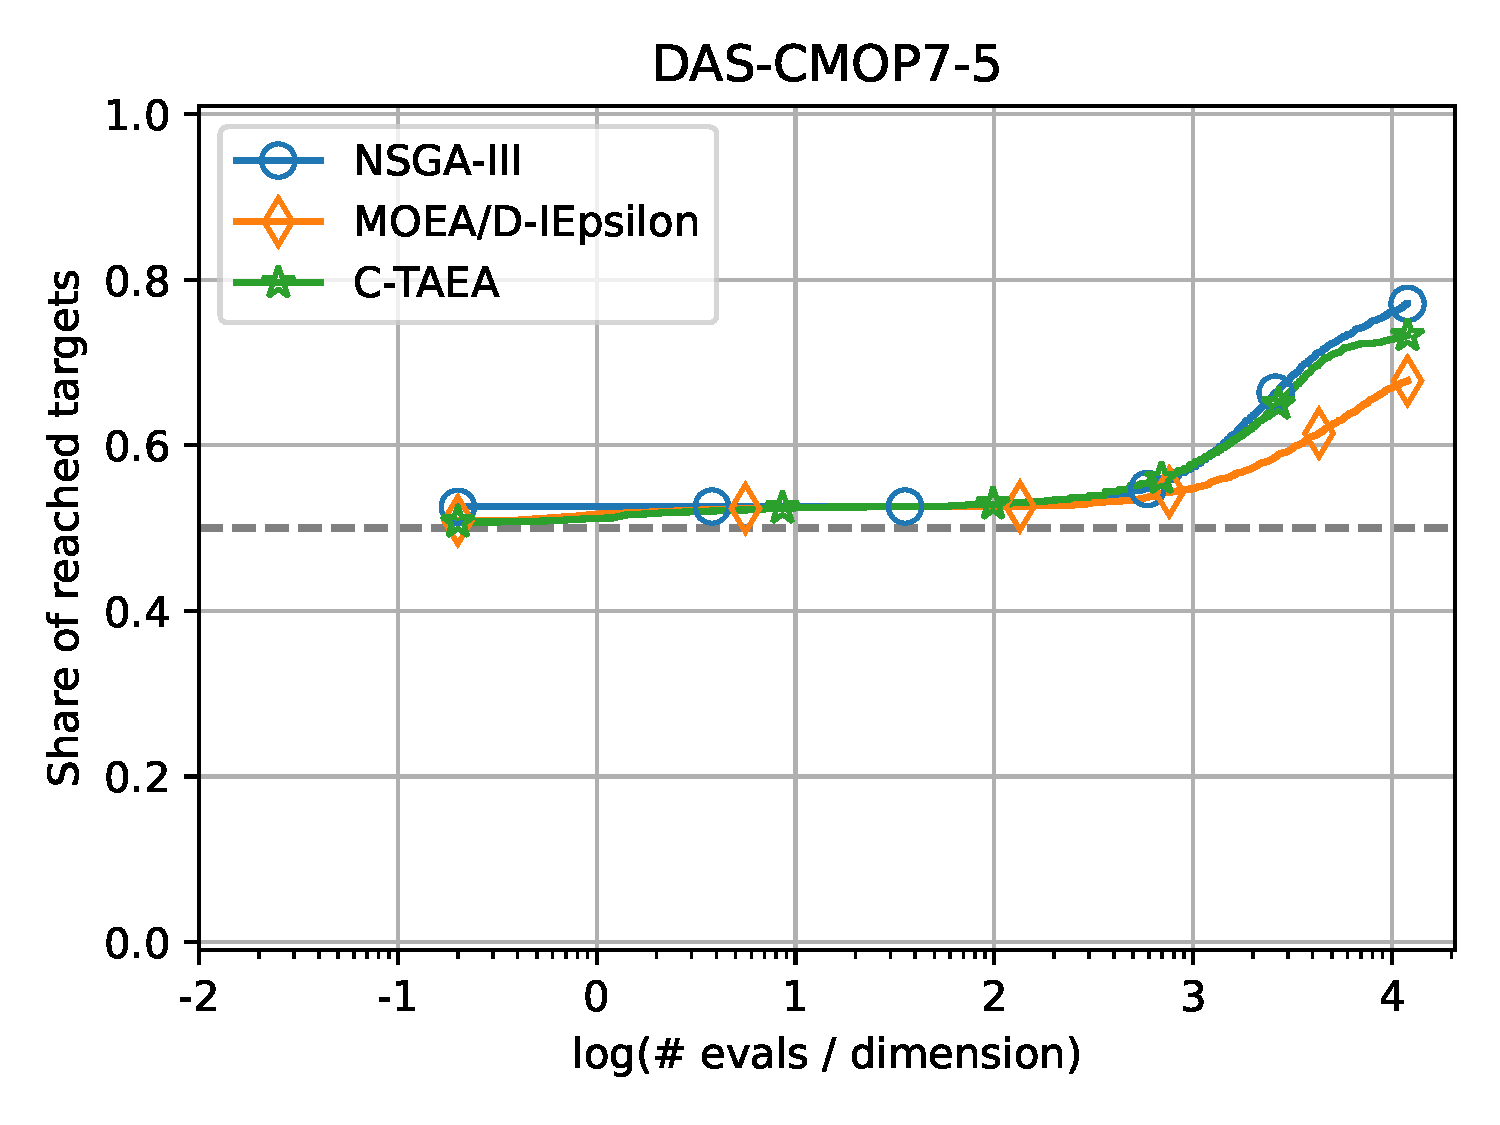 DAS-CMOP7-5
1.0
0.8
0.6
0.4
0.2
0.0
Share of reached targets
NSGA-III
MOEA/D-IEpsilon
C-TAEA
-2 -1 0 1 2 3 4
log(# evals / dimension)